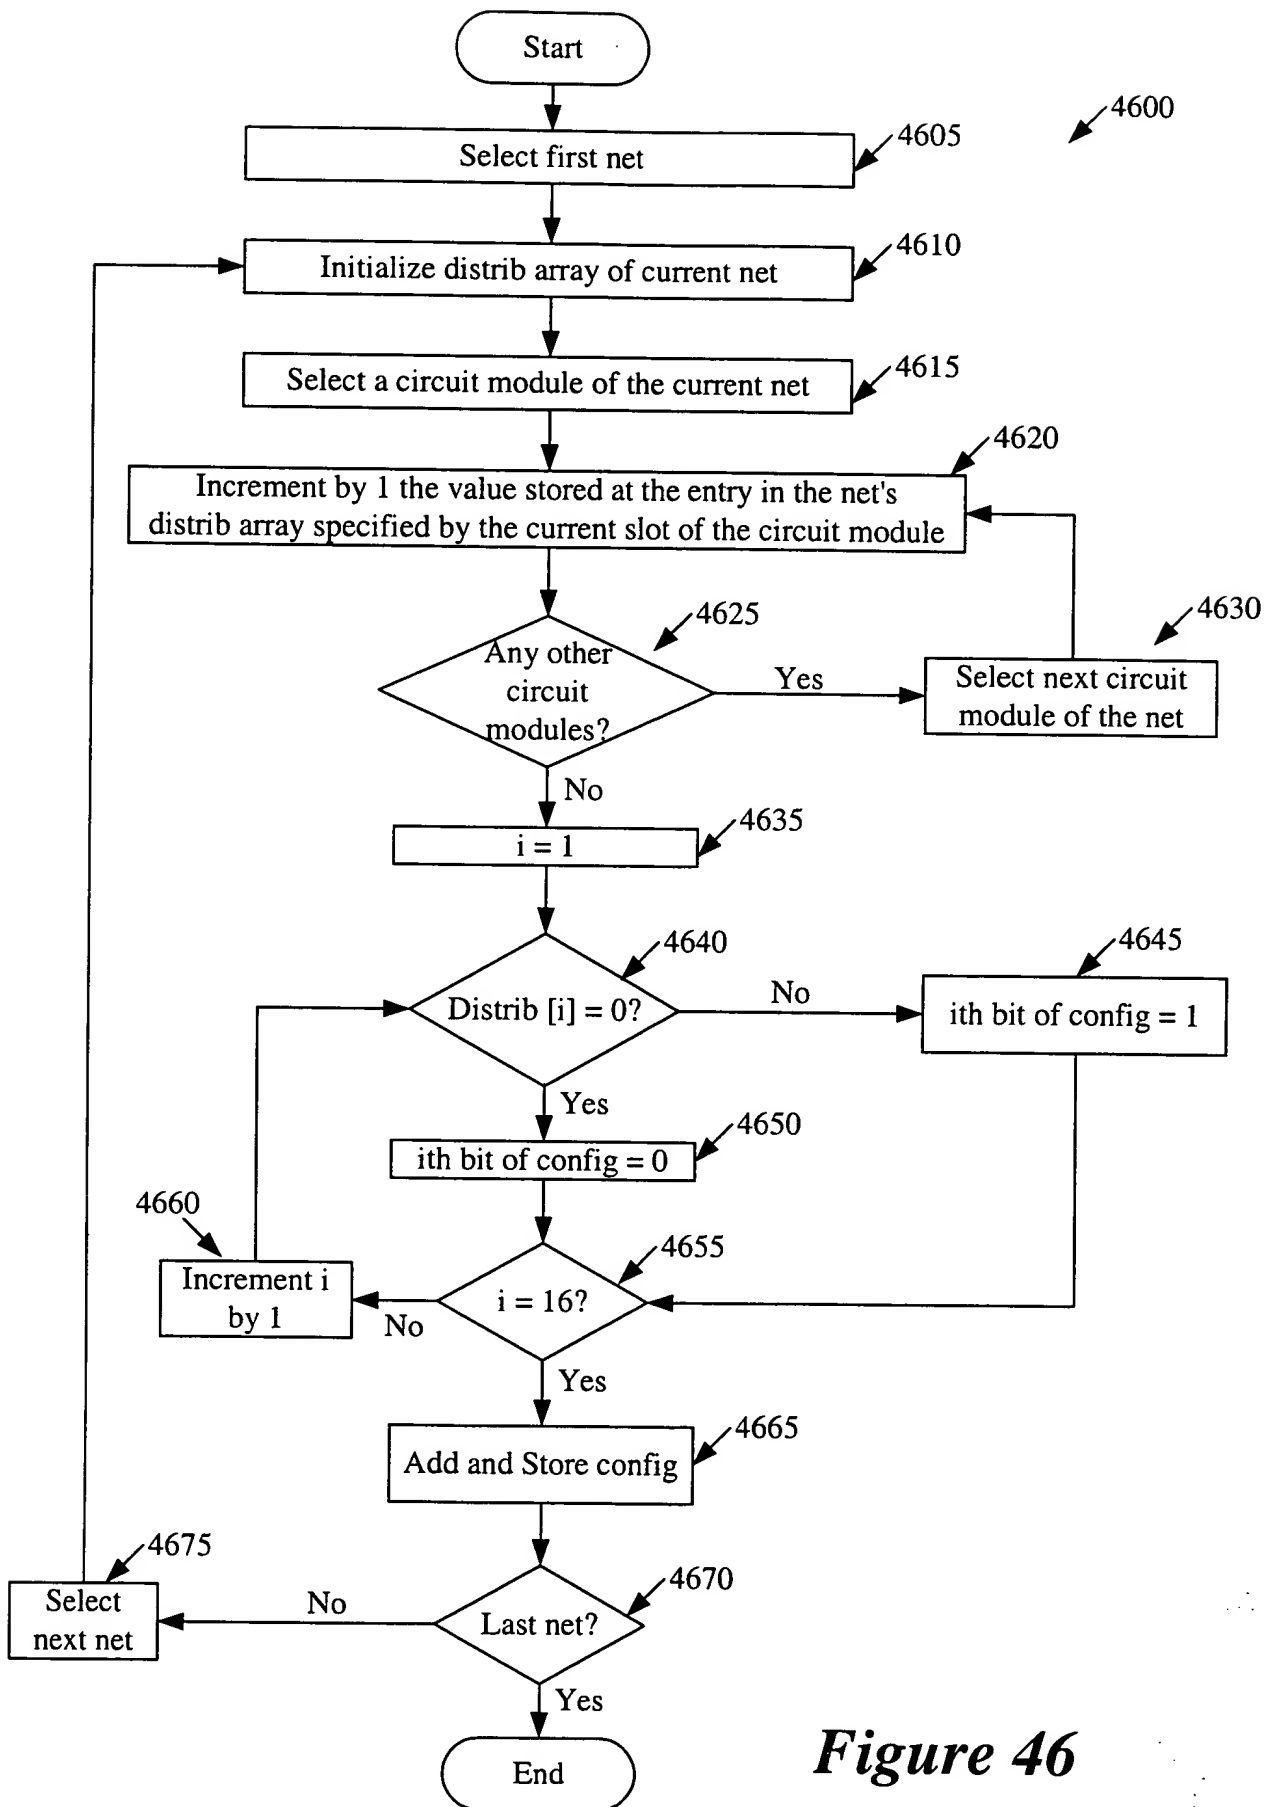 Start
4600
4605
Select first net
4610
Initialize distrib array of current net
4615
Select a circuit module of the current net
4620
Increment by 1 the value stored at the entry in the net's
distrib array specified by the current slot of the circuit module
4625
4630
Any other
circuit
modules?
Yes
Select next circuit
module of the net
No
4635
i = 1
4640
4645
Distrib [i] = 0?
No
ith bit of config = 1
Yes
4650
ith bit of config = 0
4660
4655
Increment i
by 1
i = 16?
No
Yes
4665
Add and Store config
4675
4670
Select
next net
No
Last net?
Yes
End
Figure 46